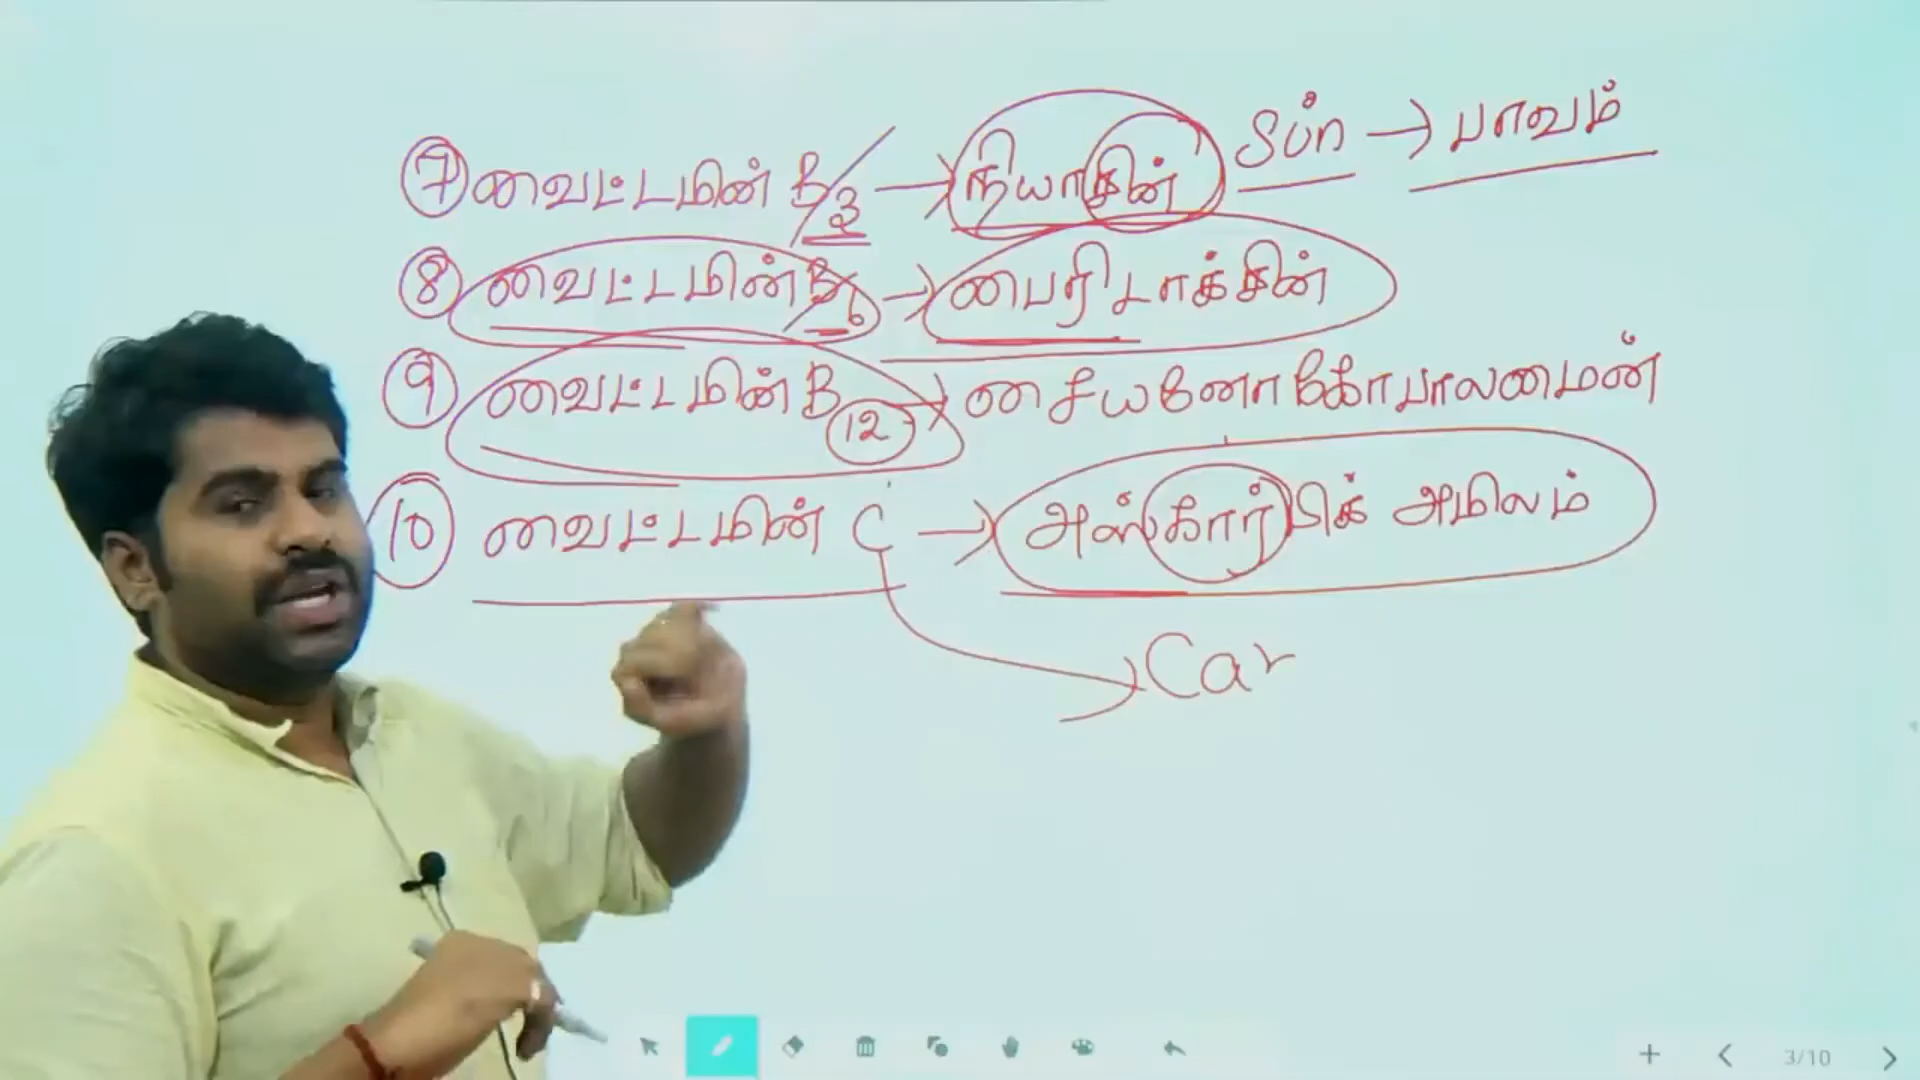 7 வைட்டமின் B3 → நியாசின் Sin → பாவம்
8 வைட்டமின் B6 → பைரிடாக்சின்
9 வைட்டமின் B12 → சையனோகோபாலமைன்
10 வைட்டமின் C → அஸ்கார்பிக் அமிலம்
Car
3/10